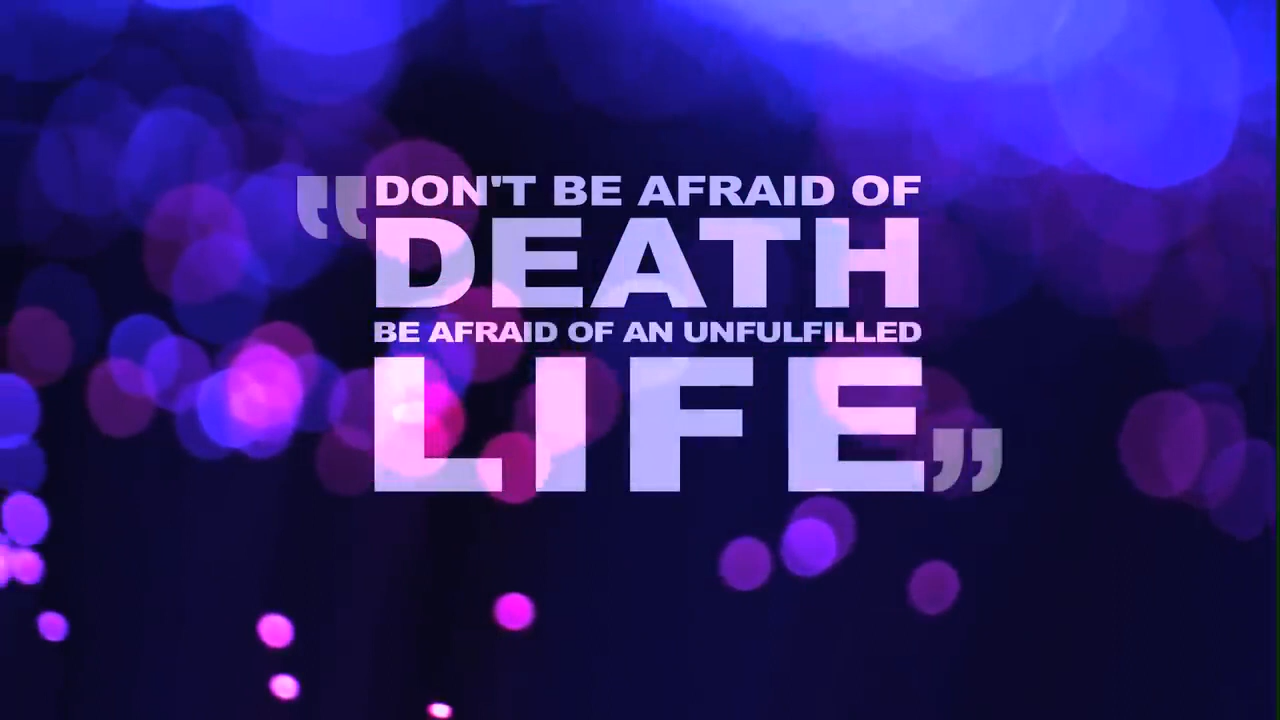 “DON'T BE AFRAID OF
DEATH
BE AFRAID OF AN UNFULFILLED
LIFE”